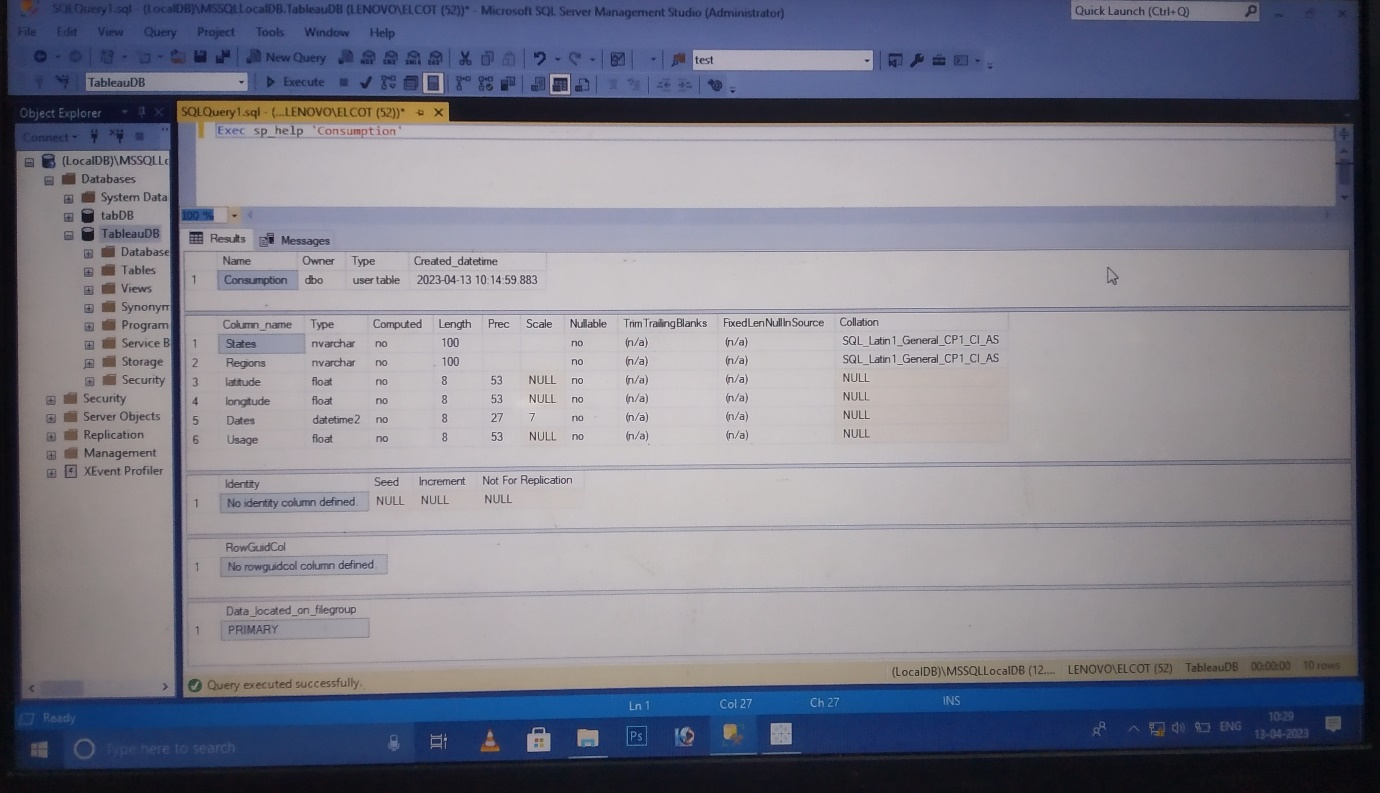 SQLQuery1.sql - (LocalDB)\MSSQLLocalDB.TableauDB (LENOVO\ELCOT (52))* - Microsoft SQL Server Management Studio (Administrator)
Quick Launch (Ctrl+Q)
File Edit View Query Project Tools Window Help
New Query
test
TableauDB
Execute
Object Explorer
SQLQuery1.sql - (...LENOVO\ELCOT (52))*
Connect
Exec sp_help 'Consumption'
(LocalDB)\MSSQLLc
Databases
System Data
tabDB
TableauDB
Database
Tables
Views
Synonym
Program
Service B
Storage
Security
Security
Server Objects
Replication
Management
XEvent Profiler
100 %
Results Messages
Name Owner Type Created_datetime
1 Consumption dbo user table 2023-04-13 10:14:59.883
Column_name Type Computed Length Prec Scale Nullable TrimTrailingBlanks FixedLenNullInSource Collation
1 States nvarchar no 100 no (n/a) (n/a) SQL_Latin1_General_CP1_CI_AS
2 Regions nvarchar no 100 no (n/a) (n/a) SQL_Latin1_General_CP1_CI_AS
3 latitude float no 8 53 NULL no (n/a) (n/a) NULL
4 longitude float no 8 53 NULL no (n/a) (n/a) NULL
5 Dates datetime2 no 8 27 7 no (n/a) (n/a) NULL
6 Usage float no 8 53 NULL no (n/a) (n/a) NULL
Identity Seed Increment Not For Replication
1 No identity column defined. NULL NULL NULL
RowGuidCol
1 No rowguidcol column defined.
Data_located_on_filegroup
1 PRIMARY
Query executed successfully.
(LocalDB)\MSSQLLocalDB (12.... LENOVO\ELCOT (52) TableauDB 00:00:00 10 rows
Ready
Ln 1 Col 27 Ch 27 INS
Type here to search
Ps
ENG
10:29
13-04-2023